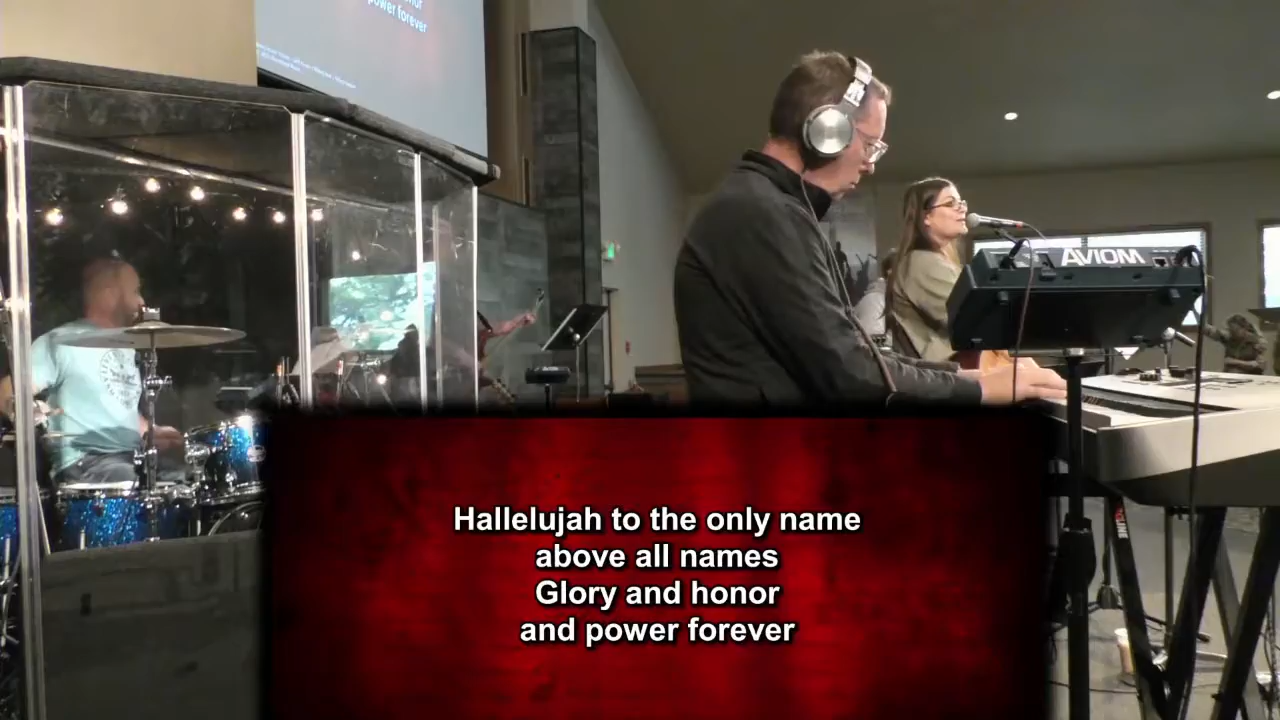 power forever
AVIOM
Hallelujah to the only name
above all names
Glory and honor
and power forever